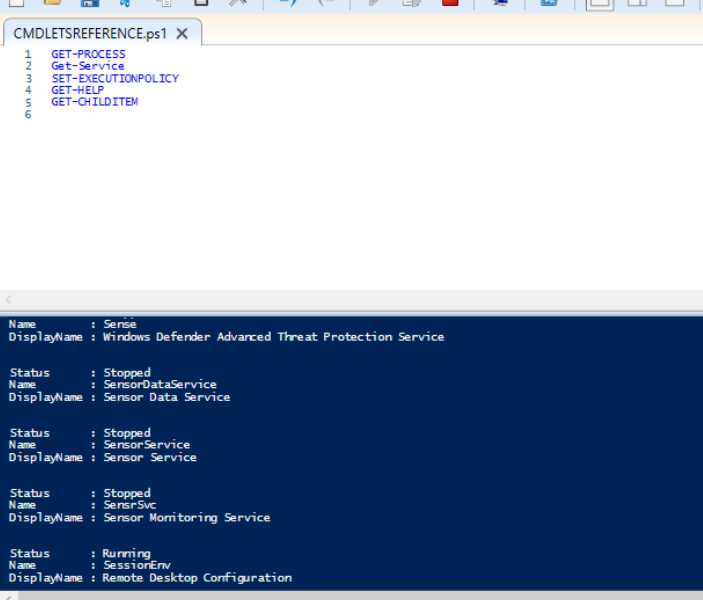 CMDLETSREFERENCE.ps1 X
1 GET-PROCESS
2 Get-Service
3 SET-EXECUTIONPOLICY
4 GET-HELP
5 GET-CHILDITEM
6
Name : Sense
DisplayName : Windows Defender Advanced Threat Protection Service
Status : Stopped
Name : SensorDataService
DisplayName : Sensor Data Service
Status : Stopped
Name : SensorService
DisplayName : Sensor Service
Status : Stopped
Name : SensrSvc
DisplayName : Sensor Monitoring Service
Status : Running
Name : SessionEnv
DisplayName : Remote Desktop Configuration